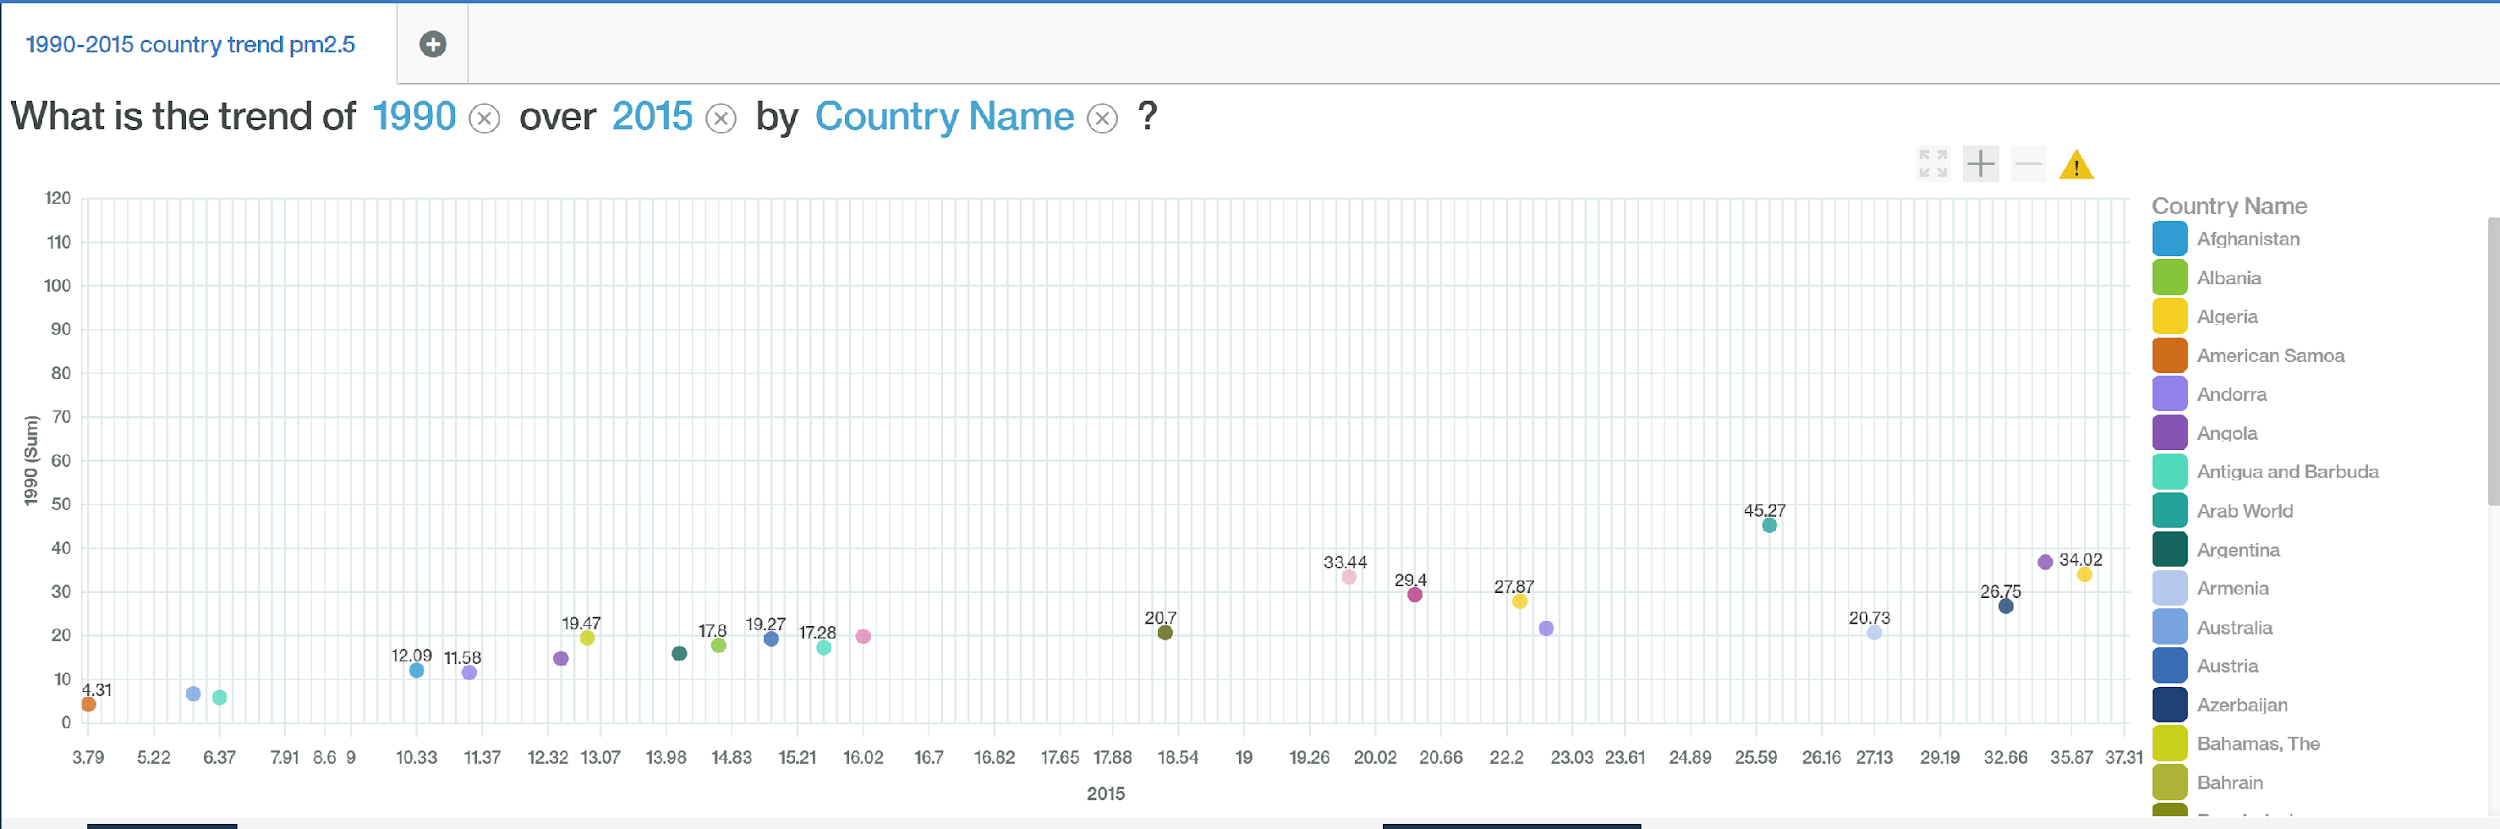 1990-2015 country trend pm2.5
What is the trend of 1990 over 2015 by Country Name ?
120
110
100
90
80
70
60
50
40
30
20
10
0
1990 (Sum)
4.31
12.09
11.58
19.47
17.8
19.27
17.28
20.7
33.44
29.4
27.87
45.27
20.73
26.75
34.02
3.79 5.22 6.37 7.91 8.6 9 10.33 11.37 12.32 13.07 13.98 14.83 15.21 16.02 16.7 16.82 17.65 17.88 18.54 19 19.26 20.02 20.66 22.2 23.03 23.61 24.89 25.59 26.16 27.13 29.19 32.66 35.87 37.31
2015
Country Name
Afghanistan
Albania
Algeria
American Samoa
Andorra
Angola
Antigua and Barbuda
Arab World
Argentina
Armenia
Australia
Austria
Azerbaijan
Bahamas, The
Bahrain